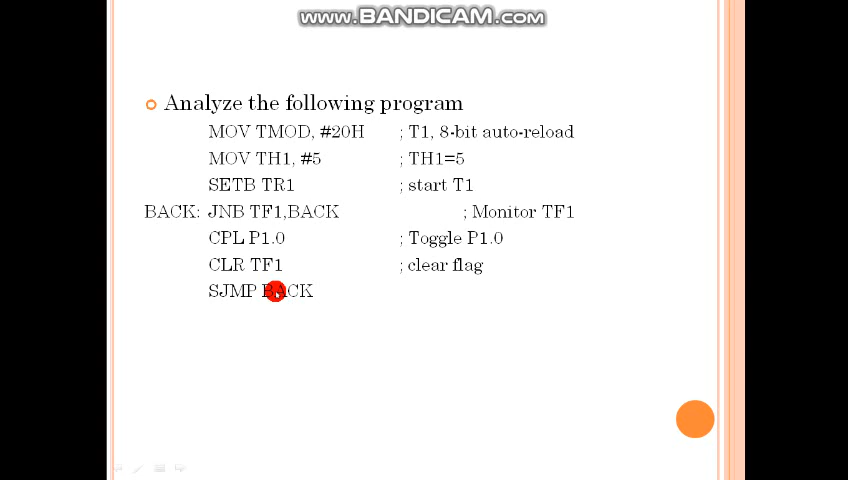 www.BANDICAM.com
Analyze the following program
MOV TMOD, #20H ; T1, 8-bit auto-reload
MOV TH1, #5 ; TH1=5
SETB TR1 ; start T1
BACK: JNB TF1,BACK ; Monitor TF1
CPL P1.0 ; Toggle P1.0
CLR TF1 ; clear flag
SJMP BACK